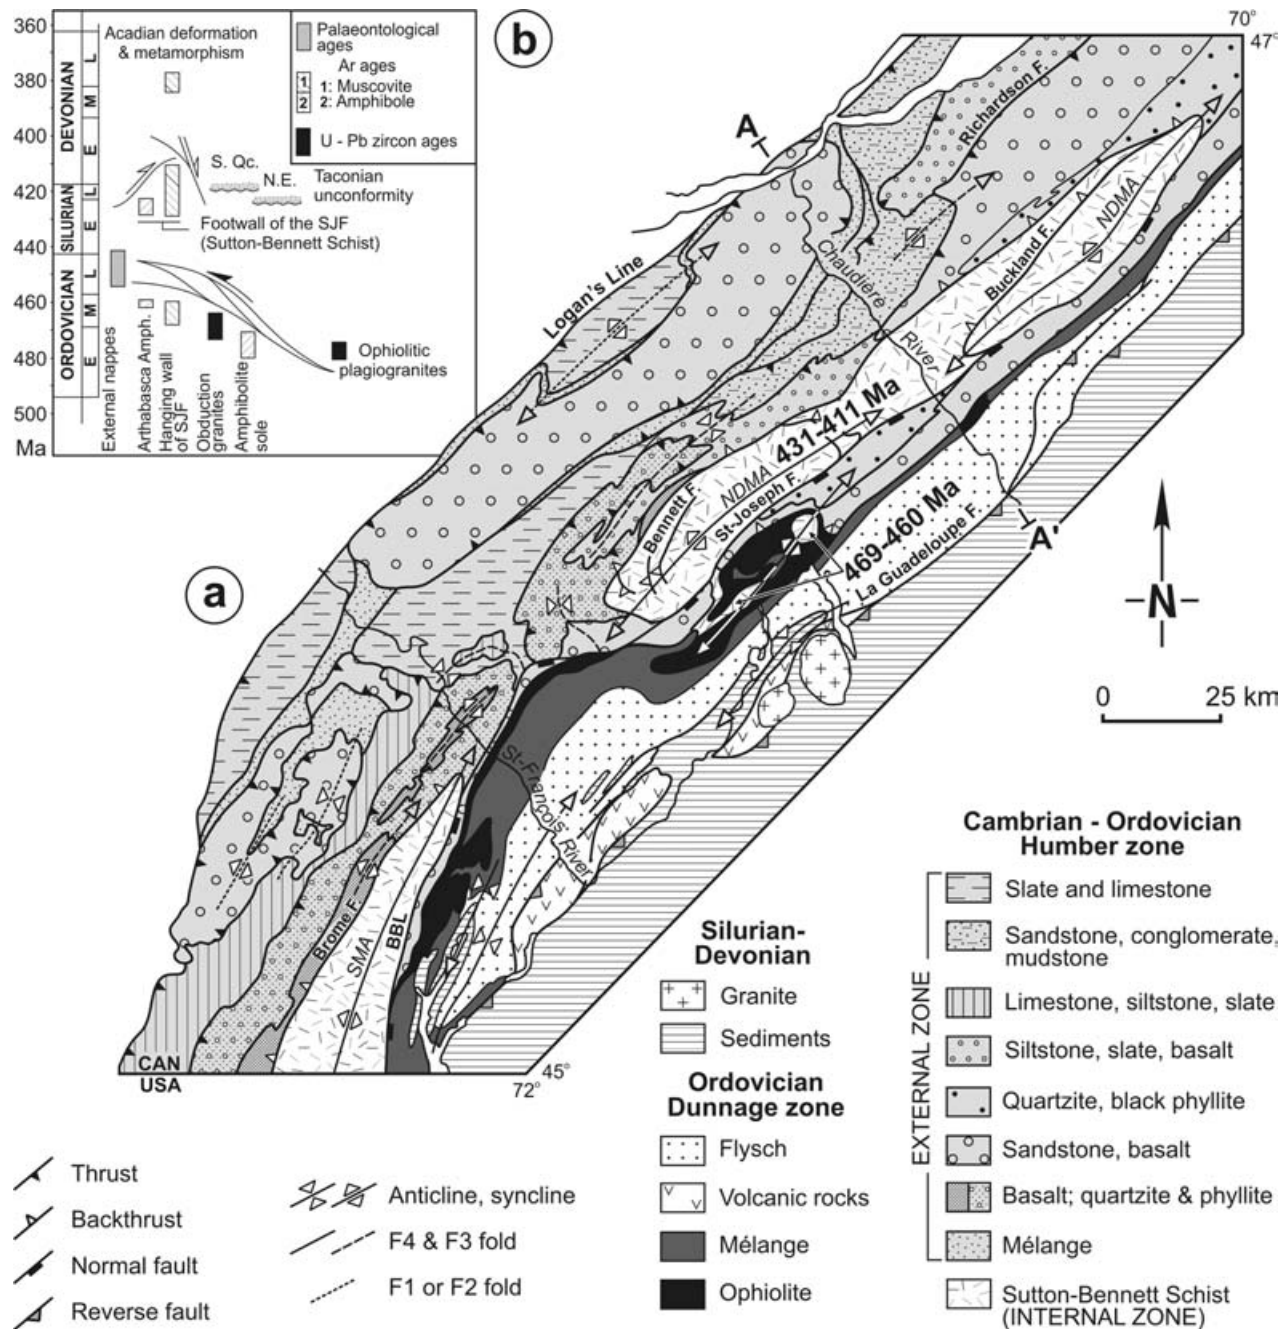 360
380
400
420
440
460
480
500
Ma
DEVONIAN
SILURIAN
ORDOVICIAN
L
M
E
L
E
L
M
E
Acadian deformation
& metamorphism
S. Qc.
N.E.
Taconian
unconformity
Footwall of the SJF
(Sutton-Bennett Schist)
Ophiolitic
plagiogranites
External nappes
Arthabasca Amph.
Hanging wall
of SJF
Obduction
granites
Amphibolite
sole
Palaeontological
ages
Ar ages
1 1: Muscovite
2 2: Amphibole
U - Pb zircon ages
b
a
70°
47°
A
Richardson F.
Logan's Line
Chaudière
River
Buckland F.
NDMA
431-411 Ma
NDMA
Bennett F.
St-Joseph F.
469-460 Ma
La Guadeloupe F.
A'
N
0 25 km
St-François River
Brome F.
SMA
BBL
CAN
USA
72°
45°
Thrust
Backthrust
Normal fault
Reverse fault
Anticline, syncline
F4 & F3 fold
F1 or F2 fold
Silurian-
Devonian
Granite
Sediments
Ordovician
Dunnage zone
Flysch
Volcanic rocks
Mélange
Ophiolite
Cambrian - Ordovician
Humber zone
EXTERNAL ZONE
Slate and limestone
Sandstone, conglomerate,
mudstone
Limestone, siltstone, slate
Siltstone, slate, basalt
Quartzite, black phyllite
Sandstone, basalt
Basalt; quartzite & phyllite
Mélange
Sutton-Bennett Schist
(INTERNAL ZONE)